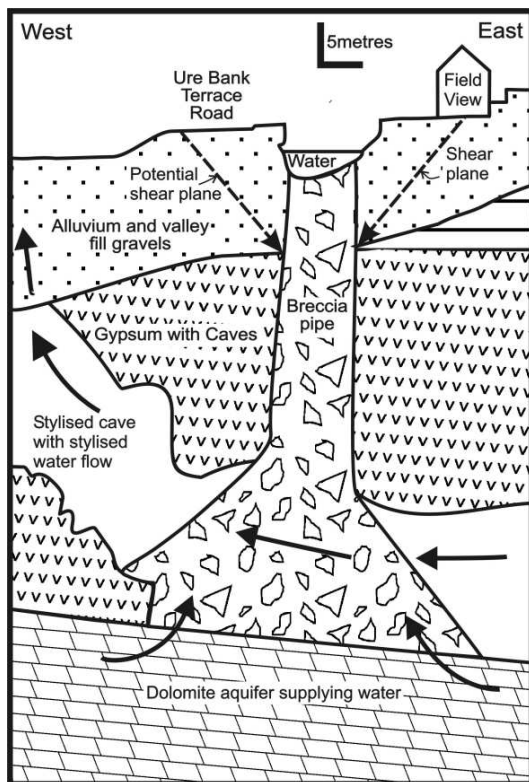 West
East
5metres
Ure Bank
Terrace
Road
Field
View
Water
Potential
shear plane
Shear
plane
Alluvium and valley
fill gravels
Breccia
pipe
Gypsum with Caves
Stylised cave
with stylised
water flow
Dolomite aquifer supplying water